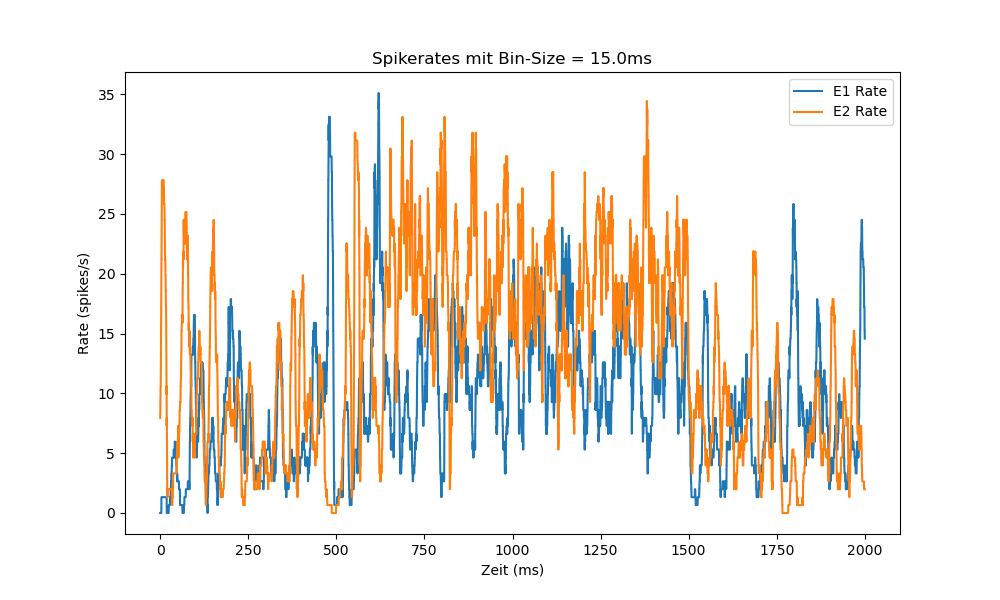 Spikerates mit Bin-Size = 15.0ms
E1 Rate
E2 Rate
Rate (spikes/s)
35
30
25
20
15
10
5
0
0 250 500 750 1000 1250 1500 1750 2000
Zeit (ms)